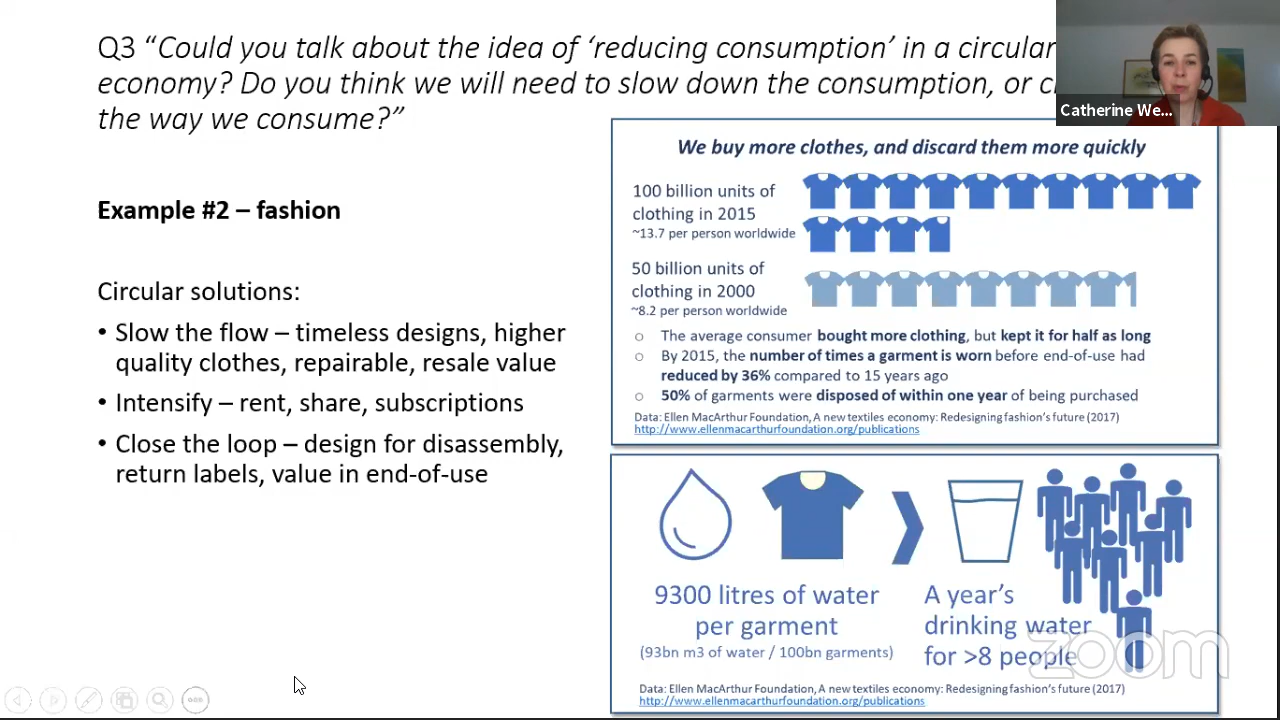 Q3 “Could you talk about the idea of ‘reducing consumption’ in a circular
economy? Do you think we will need to slow down the consumption, or
the way we consume?”
Catherine We...
Example #2 – fashion
Circular solutions:
• Slow the flow – timeless designs, higher
quality clothes, repairable, resale value
• Intensify – rent, share, subscriptions
• Close the loop – design for disassembly,
return labels, value in end-of-use
We buy more clothes, and discard them more quickly
100 billion units of
clothing in 2015
~13.7 per person worldwide
50 billion units of
clothing in 2000
~8.2 per person worldwide
o The average consumer bought more clothing, but kept it for half as long
o By 2015, the number of times a garment is worn before end-of-use had
reduced by 36% compared to 15 years ago
o 50% of garments were disposed of within one year of being purchased
Data: Ellen MacArthur Foundation, A new textiles economy: Redesigning fashion’s future (2017)
http://www.ellenmacarthurfoundation.org/publications
9300 litres of water
per garment
(93bn m3 of water / 100bn garments)
A year’s
drinking water
for >8 people
zoom
Data: Ellen MacArthur Foundation, A new textiles economy: Redesigning fashion’s future (2017)
http://www.ellenmacarthurfoundation.org/publications